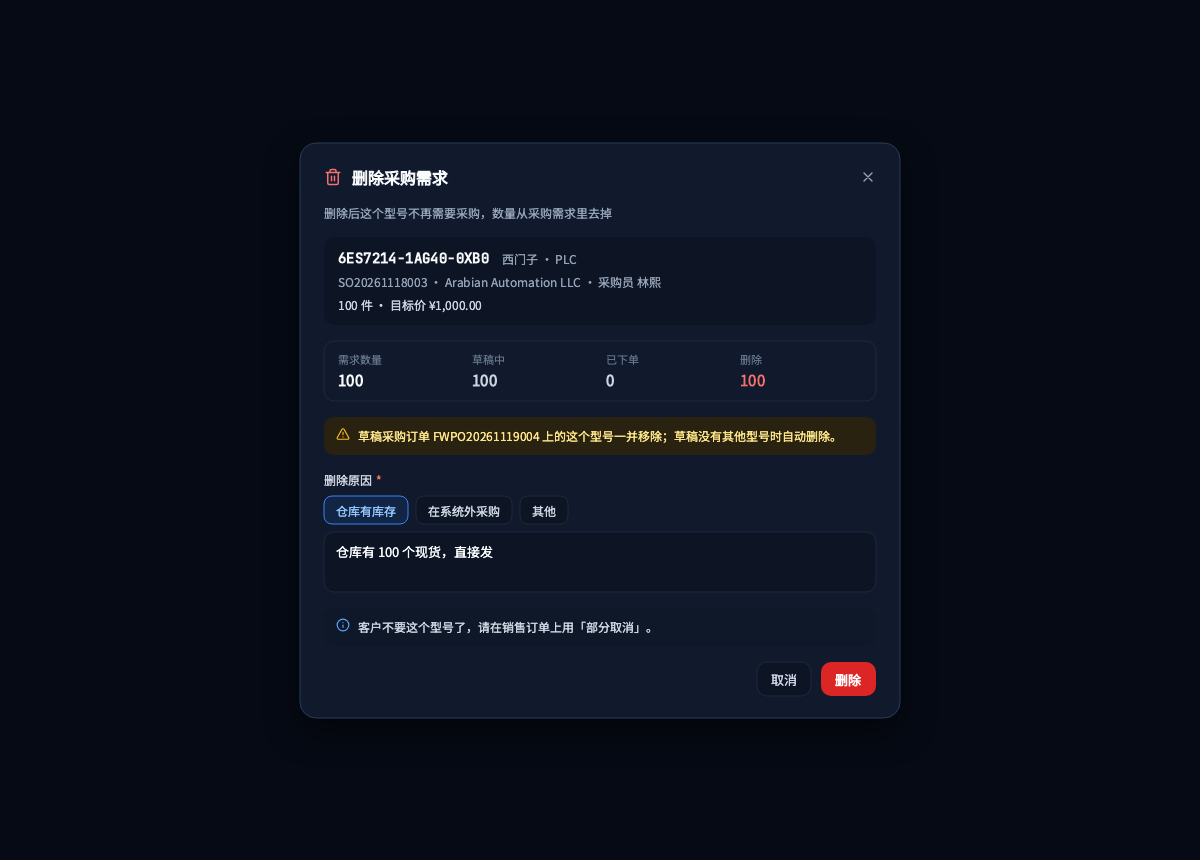 删除采购需求
删除后这个型号不再需要采购，数量从采购需求里去掉
6ES7214-1AG40-0XB0 西门子 • PLC
SO20261118003 • Arabian Automation LLC • 采购员 林熙
100 件 • 目标价 ¥1,000.00
需求数量 草稿中 已下单 删除
100 100 0 100
草稿采购订单 FWPO20261119004 上的这个型号一并移除；草稿没有其他型号时自动删除。
删除原因 *
仓库有库存 在系统外采购 其他
仓库有 100 个现货，直接发
客户不要这个型号了，请在销售订单上用「部分取消」。
取消 删除